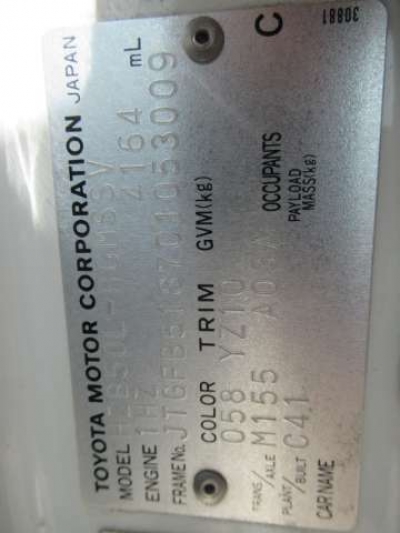 TOYOTA MOTOR CORPORATION JAPAN
MODEL
ENGINE 1HZ 4164 mL
FRAME No. JTGFB518701053009
COLOR TRIM GVM(kg)
058 YZ10
TRANS/AXLE M155 OCCUPANTS
PLANT/BUILT C41 PAYLOAD MASS(kg)
CAR NAME C
30881